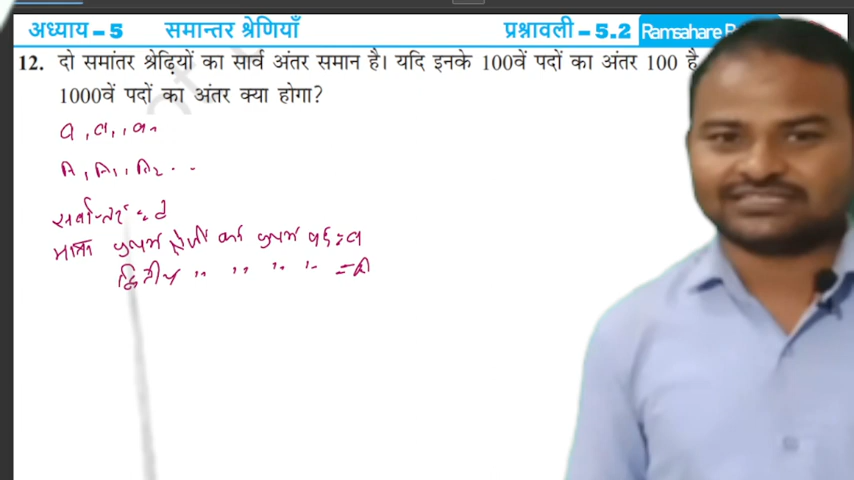 अध्याय - 5 समान्तर श्रेणियाँ प्रश्नावली - 5.2 Ramsahare
12. दो समांतर श्रेढ़ियों का सार्व अंतर समान है। यदि इनके 100वें पदों का अंतर 100 है
1000वें पदों का अंतर क्या होगा?
a, a₁, a₂
A, A₁, A₂ ...
सर्वान्तर = d
माना प्रथम श्रेणी का प्रथम पद = a
द्वितीय " " " " = A